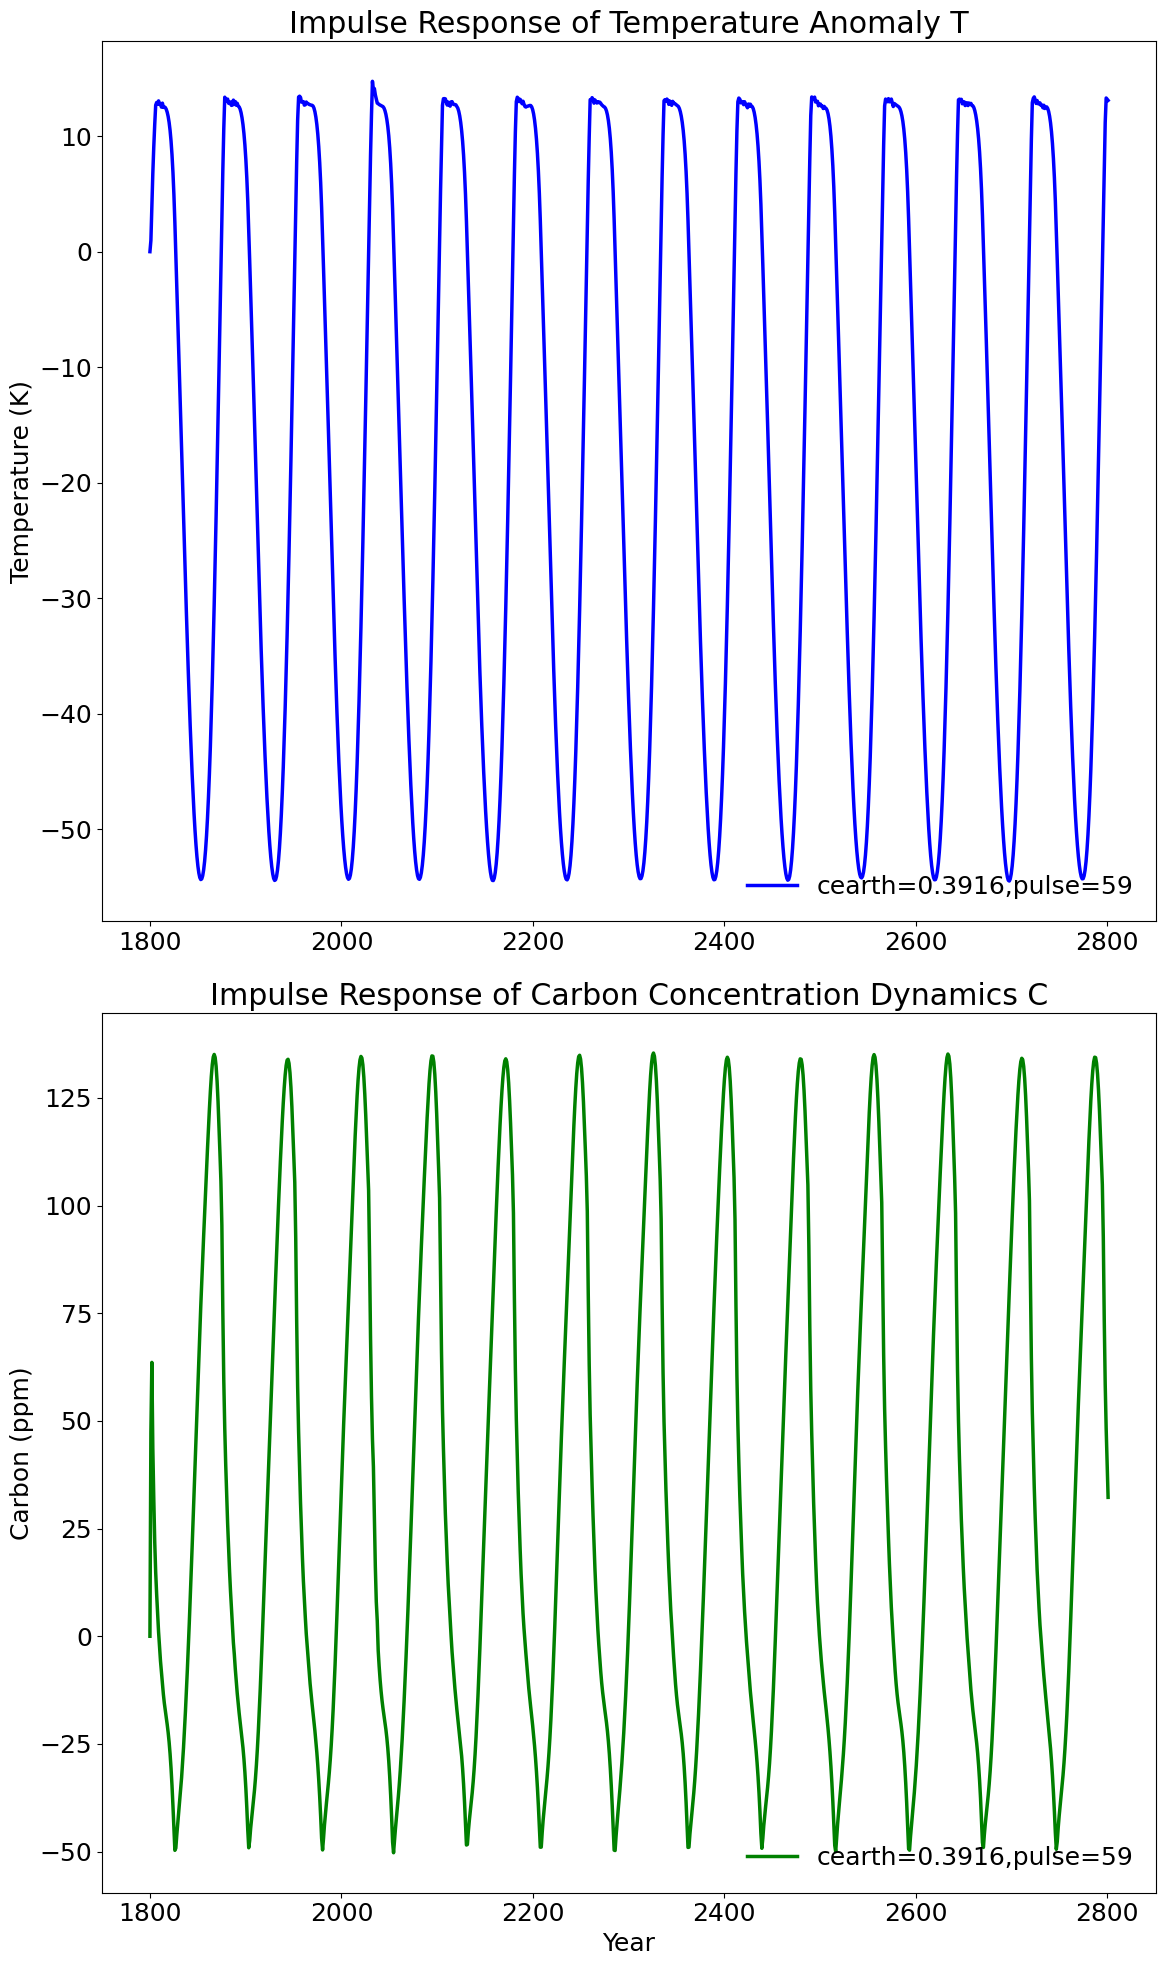 Impulse Response of Temperature Anomaly T
10
0
−10
−20
−30
−40
−50
Temperature (K)
cearth=0.3916,pulse=59
1800 2000 2200 2400 2600 2800
Impulse Response of Carbon Concentration Dynamics C
125
100
75
50
25
0
−25
−50
Carbon (ppm)
cearth=0.3916,pulse=59
1800 2000 2200 2400 2600 2800
Year